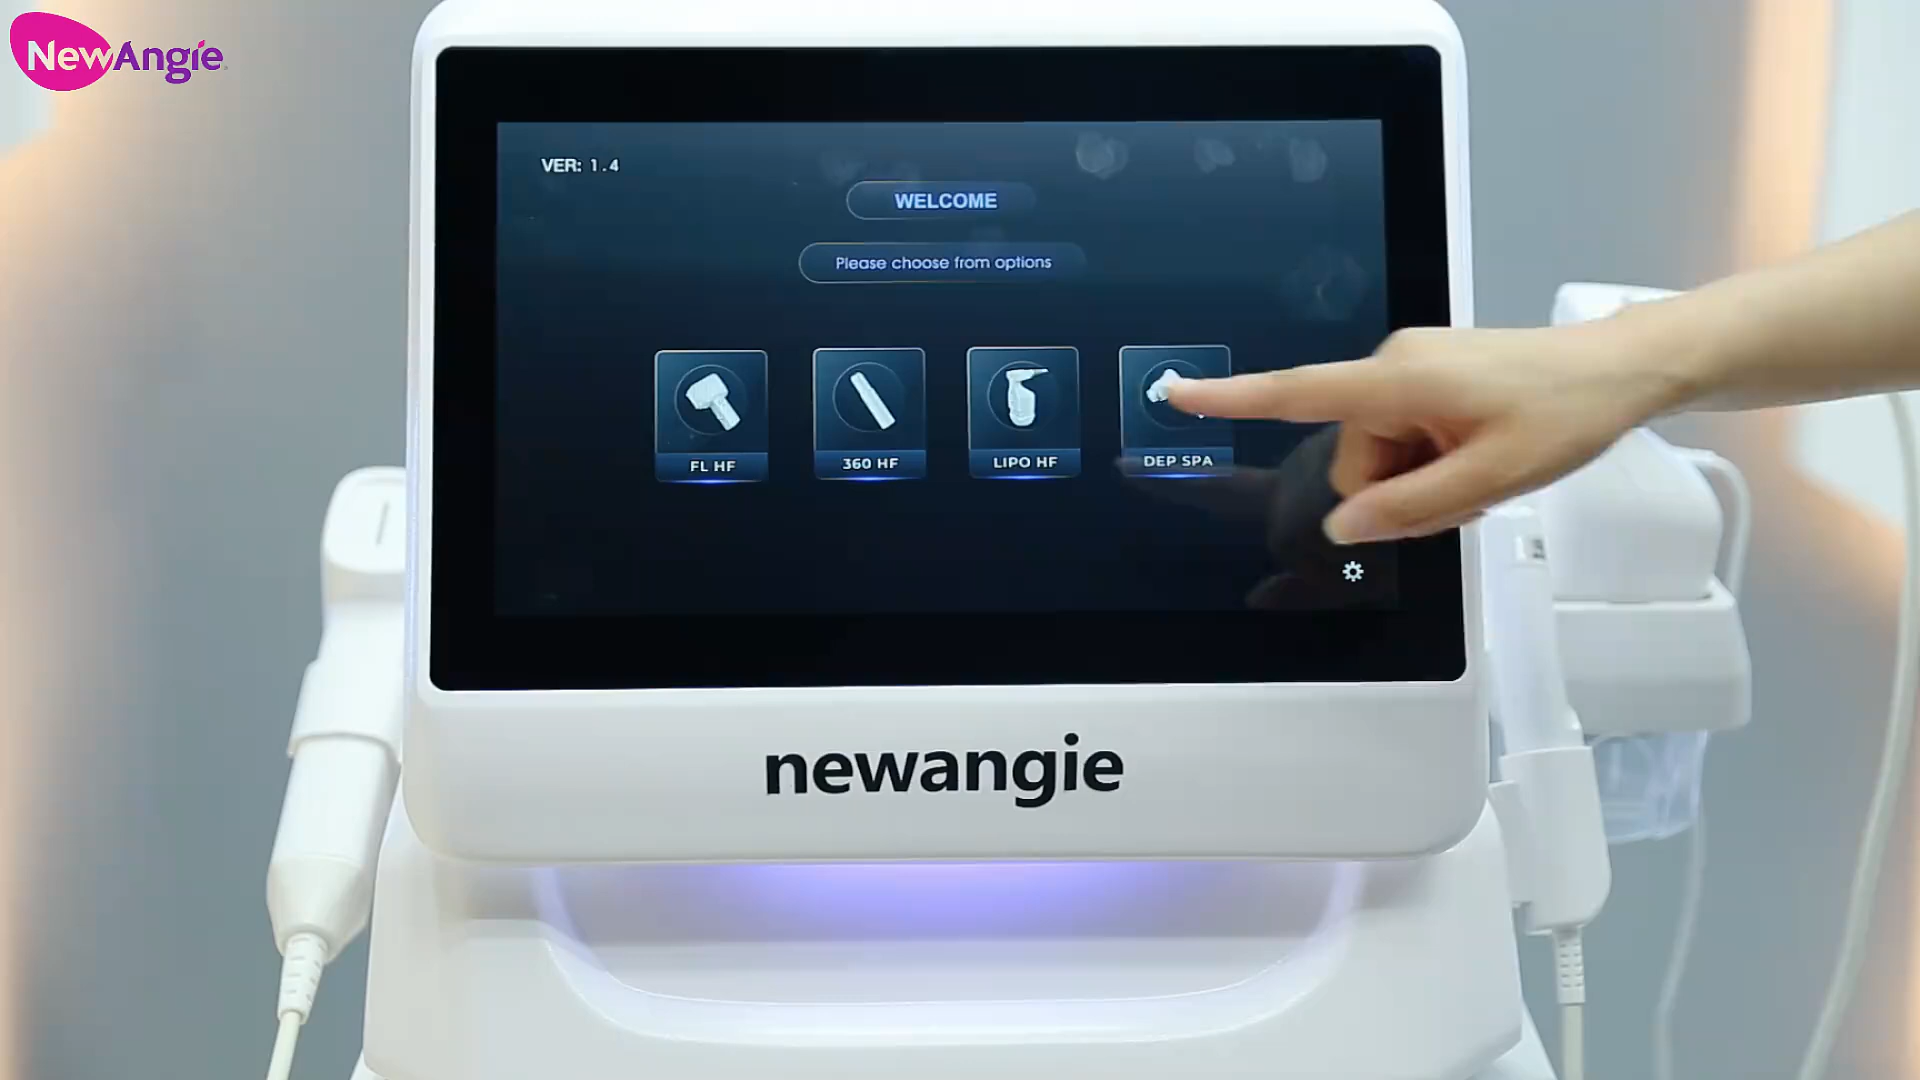 NewAngie
VER: 1.4
WELCOME
Please choose from options
FL HF
360 HF
LIPO HF
DEP SPA
newangie